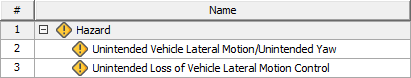 # Name
1 Hazard
2 Unintended Vehicle Lateral Motion/Unintended Yaw
3 Unintended Loss of Vehicle Lateral Motion Control